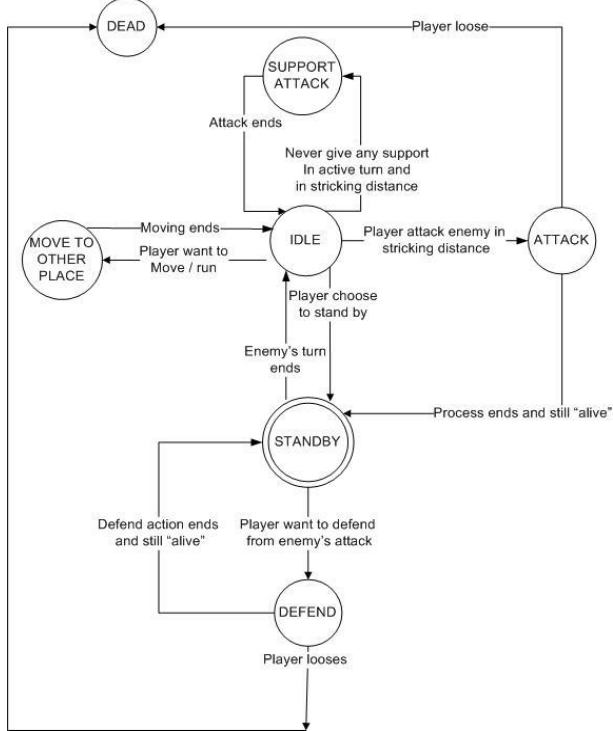 DEAD
Player loose
SUPPORT
ATTACK
Attack ends
Never give any support
In active turn and
in stricking distance
Moving ends
MOVE TO
OTHER
PLACE
Player want to
Move / run
IDLE
Player attack enemy in
stricking distance
ATTACK
Player choose
to stand by
Enemy's turn
ends
Process ends and still “alive”
STANDBY
Defend action ends
and still “alive”
Player want to defend
from enemy's attack
DEFEND
Player looses